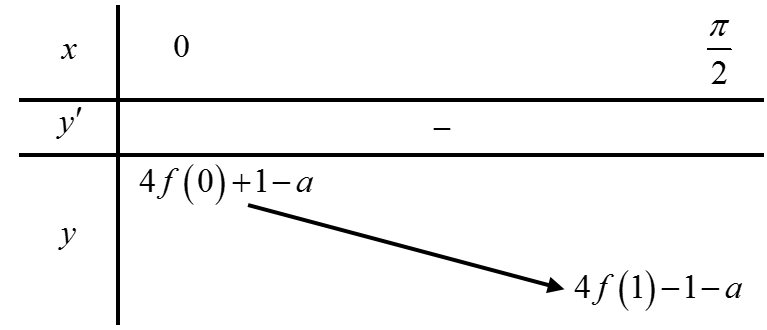 x 0 π/2
y′ −
y 4f(0)+1−a
4f(1)−1−a